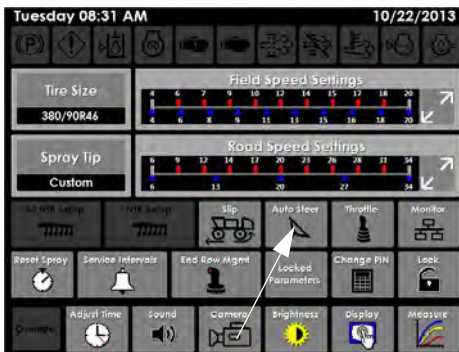 Tuesday 08:31 AM 10/22/2013
Tire Size
380/90R46
Field Speed Settings
4 6 7 9 10 12 14 15 17 18 20
4 6 8 9 11 13 15 16 18 20
Spray Tip
Custom
Road Speed Settings
6 9 12 14 17 20 23 26 28 31 34
6 13 20 27 34
Slip
Auto Steer
Throttle
Monitor
Reset Spray
Service Intervals
End Row Mgmt
Locked
Parameters
Change PIN
Lock
Adjust Time
Sound
Camera
Brightness
Display
Measure